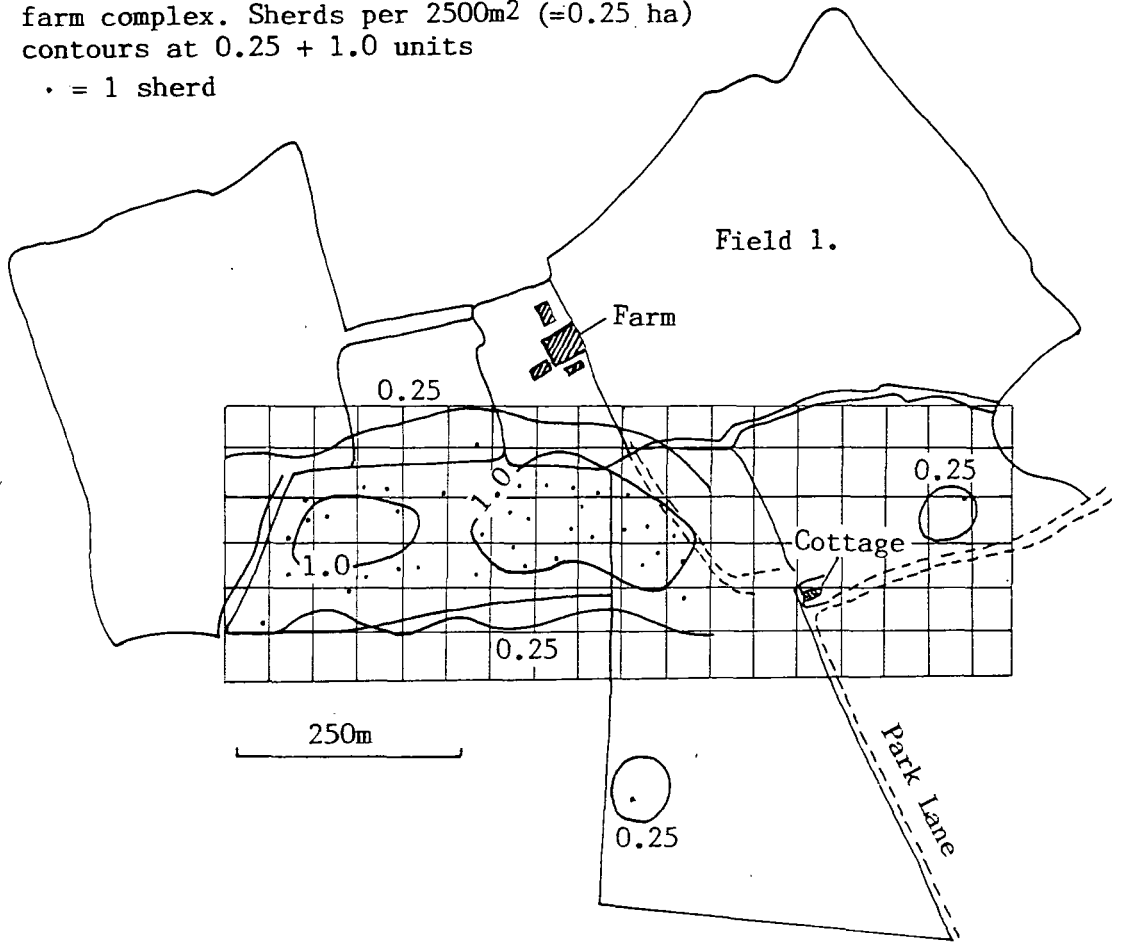 farm complex. Sherds per 2500m² (=0.25 ha)
contours at 0.25 + 1.0 units
· = 1 sherd
Field 1.
Farm
0.25
0.25
1.0
Cottage
1.0
0.25
250m
Park Lane
0.25